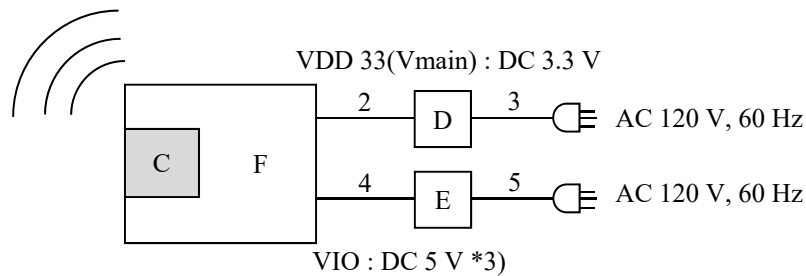 VDD 33(Vmain) : DC 3.3 V
2 D 3 AC 120 V, 60 Hz
C F
4 E 5 AC 120 V, 60 Hz
VIO : DC 5 V *3)